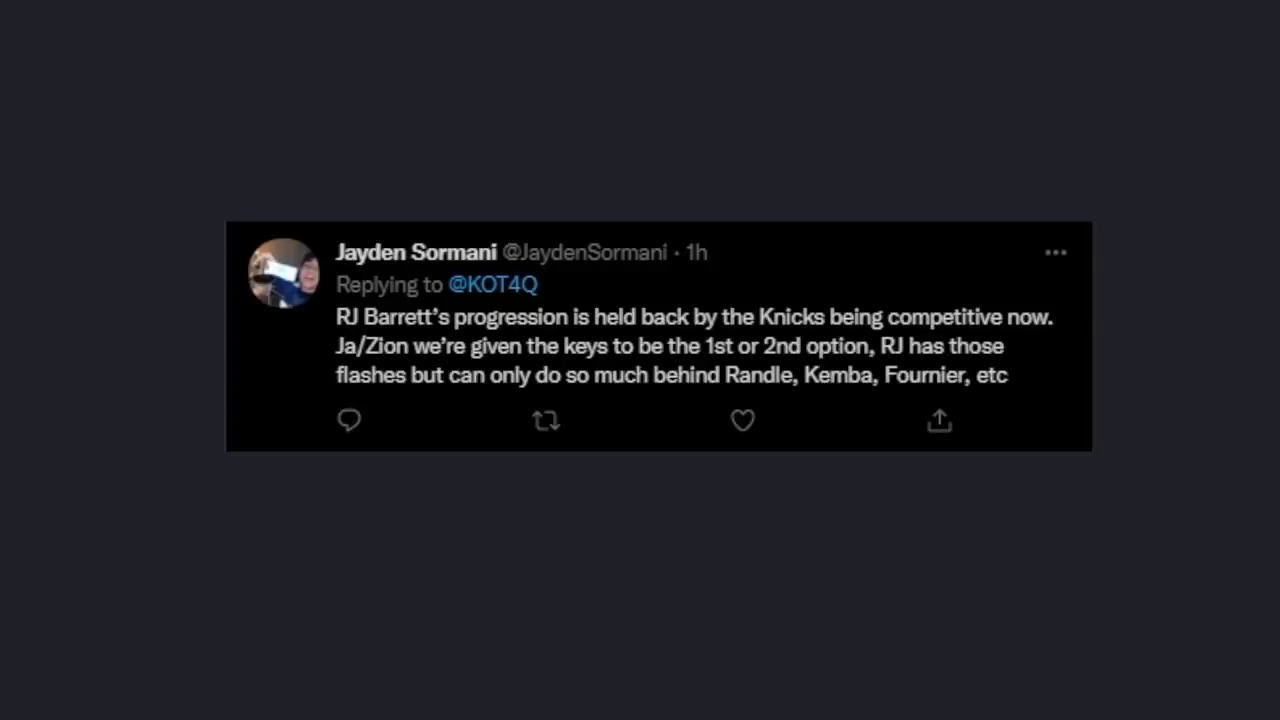 Jayden Sormani @JaydenSormani · 1h
Replying to @KOT4Q
RJ Barrett’s progression is held back by the Knicks being competitive now.
Ja/Zion we’re given the keys to be the 1st or 2nd option, RJ has those
flashes but can only do so much behind Randle, Kemba, Fournier, etc